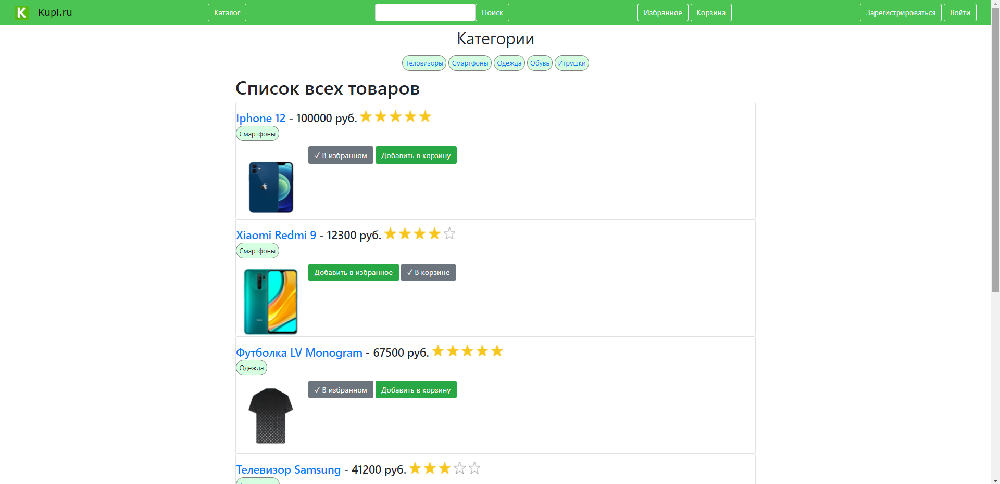 K Kupi.ru Каталог Поиск Избранное Корзина Зарегистрироваться Войти
Категории
Теловизоры Смартфоны Одежда Обувь Игрушки
Список всех товаров
Iphone 12 - 100000 руб.
Смартфоны
✓ В избранном Добавить в корзину
Xiaomi Redmi 9 - 12300 руб.
Смартфоны
Добавить в избранное ✓ В корзине
Футболка LV Monogram - 67500 руб.
Одежда
✓ В избранном Добавить в корзину
Телевизор Samsung - 41200 руб.